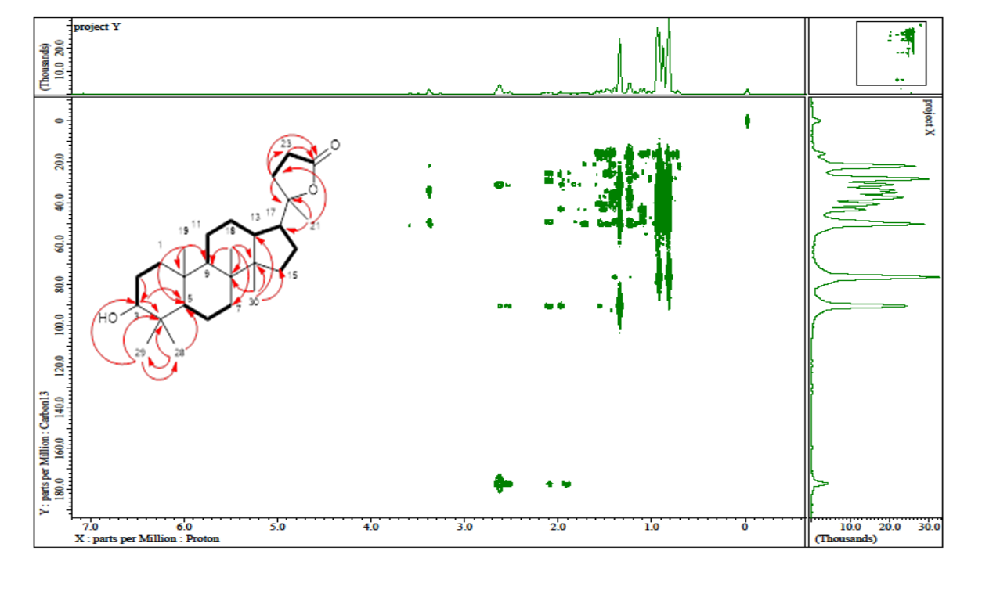 project Y
(Thousands)
10.0 20.0
project X
Y : parts per Million : Carbon13
0
20.0
40.0
60.0
80.0
100.0
120.0
140.0
160.0
180.0
23
O
O
17
21
13
11
19
18
1
9
15
5
30
7
3
HO
29
28
7.0 6.0 5.0 4.0 3.0 2.0 1.0 0
X : parts per Million : Proton
10.0 20.0 30.0
(Thousands)